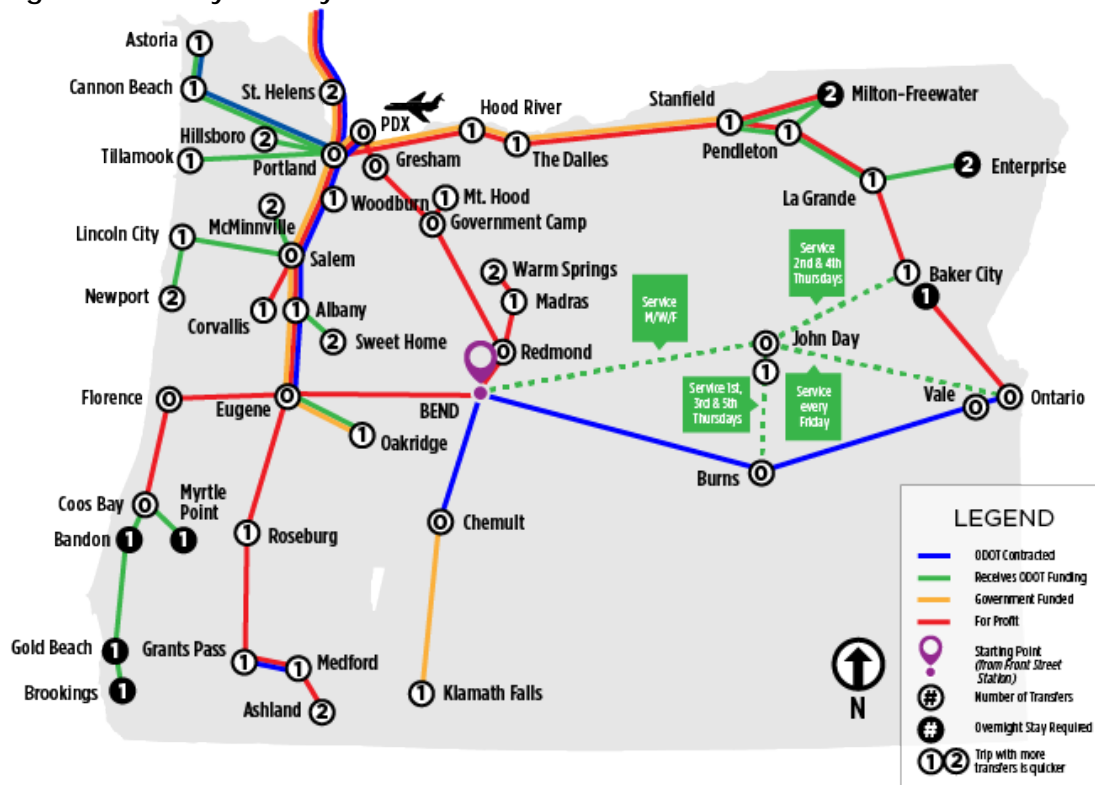 Astoria
1
Cannon Beach
1
St. Helens
2
PDX
0
Hood River
1
Stanfield
1
2
Milton-Freewater
Hillsboro
2
Tillamook
1
Portland
0
Gresham
0
The Dalles
1
Pendleton
1
2
Enterprise
La Grande
1
Woodburn
1
1
Mt. Hood
Government Camp
0
McMinnville
2
Lincoln City
1
Salem
0
Newport
2
Corvallis
1
Albany
1
Sweet Home
2
Warm Springs
2
Madras
1
Redmond
0
Service
M/W/F
Service
2nd & 4th
Thursdays
1
Baker City
1
John Day
0
1
Service 1st,
3rd & 5th
Thursdays
Service
every
Friday
Vale
0
0
Ontario
Florence
0
Eugene
0
BEND
Oakridge
1
Burns
0
Coos Bay
0
Myrtle
Point
1
Bandon
1
Roseburg
1
Chemult
0
Gold Beach
1
Brookings
1
Grants Pass
1
Medford
1
Ashland
2
Klamath Falls
1
N
LEGEND
ODOT Contracted
Receives ODOT Funding
Government Funded
For Profit
Starting Point
(from Front Street
Station)
# Number of Transfers
# Overnight Stay Required
1 2 Trip with more
transfers is quicker